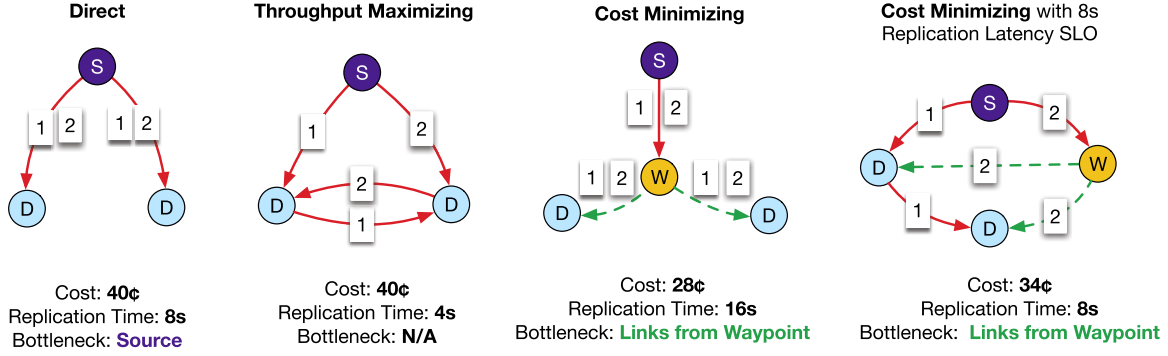 Direct
S
1 2
1 2
D
D
Cost: 40¢
Replication Time: 8s
Bottleneck: Source
Throughput Maximizing
S
1
2
2
D
D
1
Cost: 40¢
Replication Time: 4s
Bottleneck: N/A
Cost Minimizing
S
1 2
1 2
W
1 2
D
D
Cost: 28¢
Replication Time: 16s
Bottleneck: Links from Waypoint
Cost Minimizing with 8s
Replication Latency SLO
S
1
2
D
2
W
1
2
D
Cost: 34¢
Replication Time: 8s
Bottleneck: Links from Waypoint